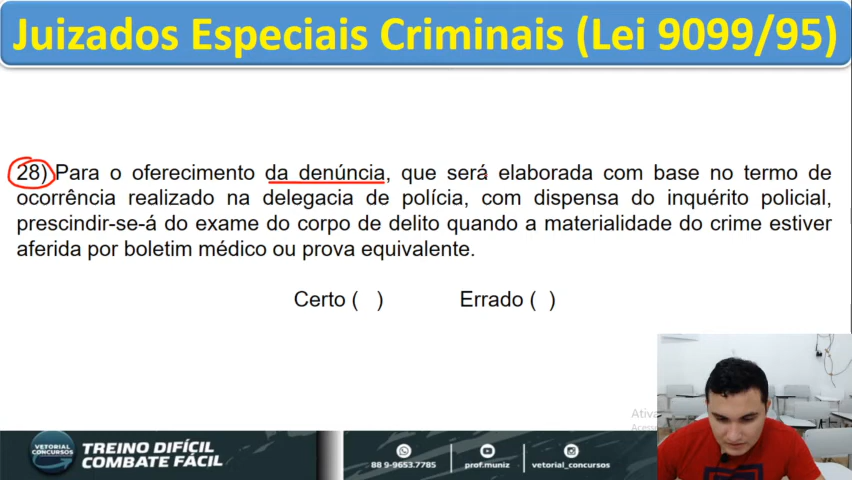 Juizados Especiais Criminais (Lei 9099/95)
28) Para o oferecimento da denúncia, que será elaborada com base no termo de
ocorrência realizado na delegacia de polícia, com dispensa do inquérito policial,
prescindir-se-á do exame do corpo de delito quando a materialidade do crime estiver
aferida por boletim médico ou prova equivalente.
Certo ( ) Errado ( )
VETORIAL
CONCURSOS
TREINO DIFÍCIL
COMBATE FÁCIL
88 9-9653.7785 prof.muniz vetorial_concursos